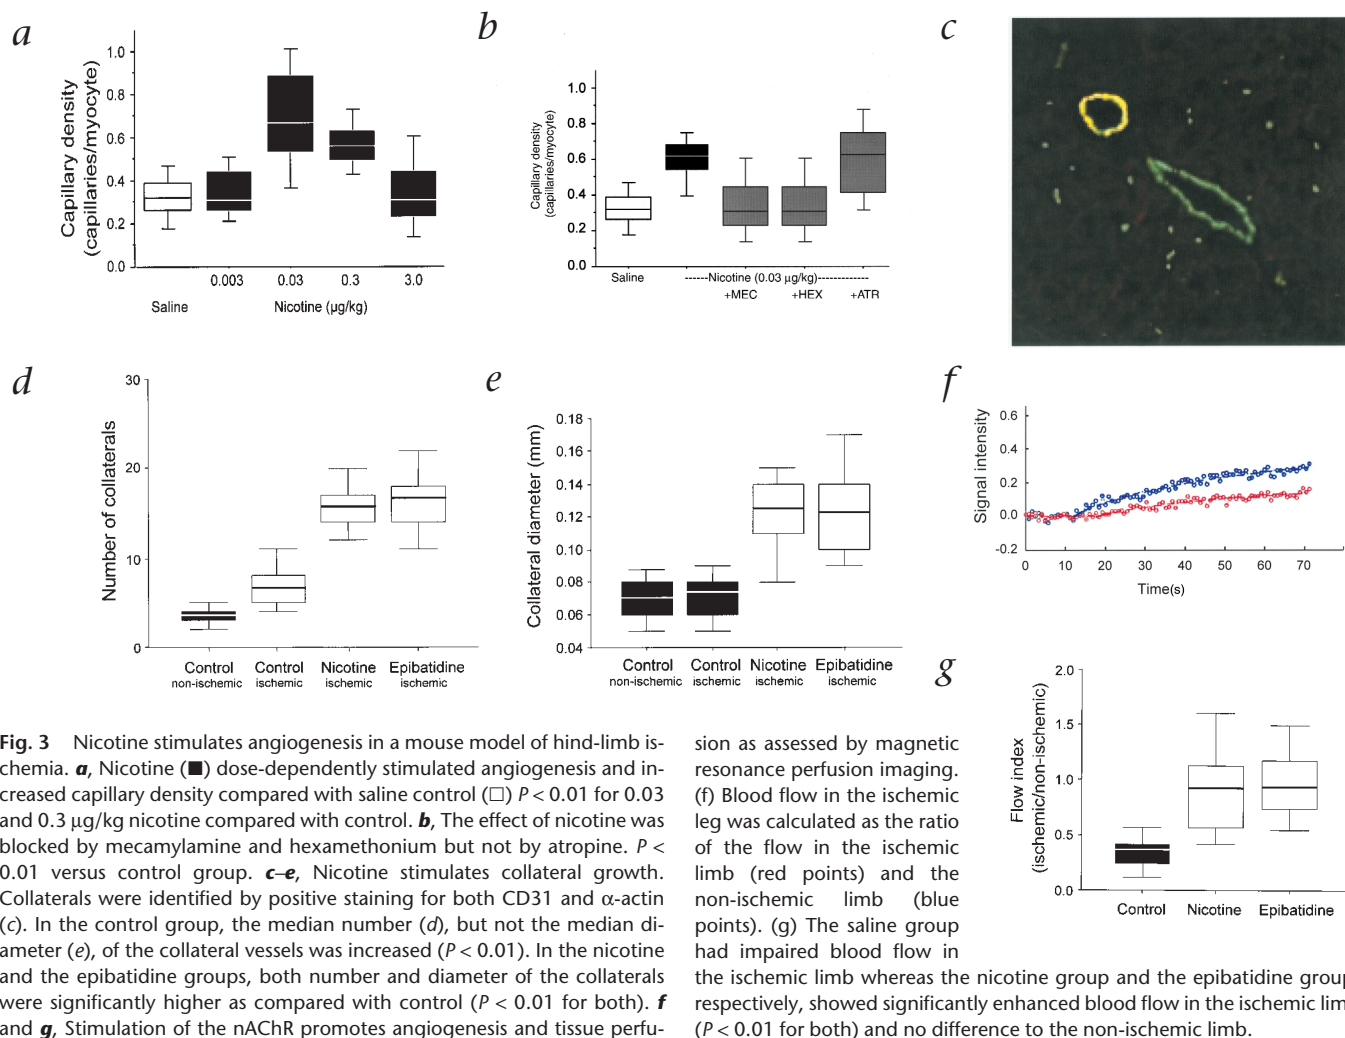 a
Capillary density
(capillaries/myocyte)
1.0
0.8
0.6
0.4
0.2
0.0
0.003
0.03
0.3
3.0
Saline
Nicotine (µg/kg)
b
Capillary density
(capillaries/myocyte)
1.0
0.8
0.6
0.4
0.2
0.0
Saline
------Nicotine (0.03 µg/kg)--------------
+MEC
+HEX
+ATR
c
d
Number of collaterals
30
20
10
0
Control
non-ischemic
Control
ischemic
Nicotine
ischemic
Epibatidine
ischemic
e
Collateral diameter (mm)
0.18
0.16
0.14
0.12
0.10
0.08
0.06
0.04
Control
non-ischemic
Control
ischemic
Nicotine
ischemic
Epibatidine
ischemic
f
Signal intensity
0.6
0.4
0.2
0.0
-0.2
0 10 20 30 40 50 60 70
Time(s)
g
Flow index
(ischemic/non-ischemic)
2.0
1.5
1.0
0.5
0.0
Control
Nicotine
Epibatidine
Fig. 3 Nicotine stimulates angiogenesis in a mouse model of hind-limb is-
chemia. a, Nicotine (■) dose-dependently stimulated angiogenesis and in-
creased capillary density compared with saline control (□) P < 0.01 for 0.03
and 0.3 µg/kg nicotine compared with control. b, The effect of nicotine was
blocked by mecamylamine and hexamethonium but not by atropine. P <
0.01 versus control group. c–e, Nicotine stimulates collateral growth.
Collaterals were identified by positive staining for both CD31 and α-actin
(c). In the control group, the median number (d), but not the median di-
ameter (e), of the collateral vessels was increased (P < 0.01). In the nicotine
and the epibatidine groups, both number and diameter of the collaterals
were significantly higher as compared with control (P < 0.01 for both). f
and g, Stimulation of the nAChR promotes angiogenesis and tissue perfu-
sion as assessed by magnetic
resonance perfusion imaging.
(f) Blood flow in the ischemic
leg was calculated as the ratio
of the flow in the ischemic
limb (red points) and the
non-ischemic limb (blue
points). (g) The saline group
had impaired blood flow in
the ischemic limb whereas the nicotine group and the epibatidine group
respectively, showed significantly enhanced blood flow in the ischemic lim
(P < 0.01 for both) and no difference to the non-ischemic limb.